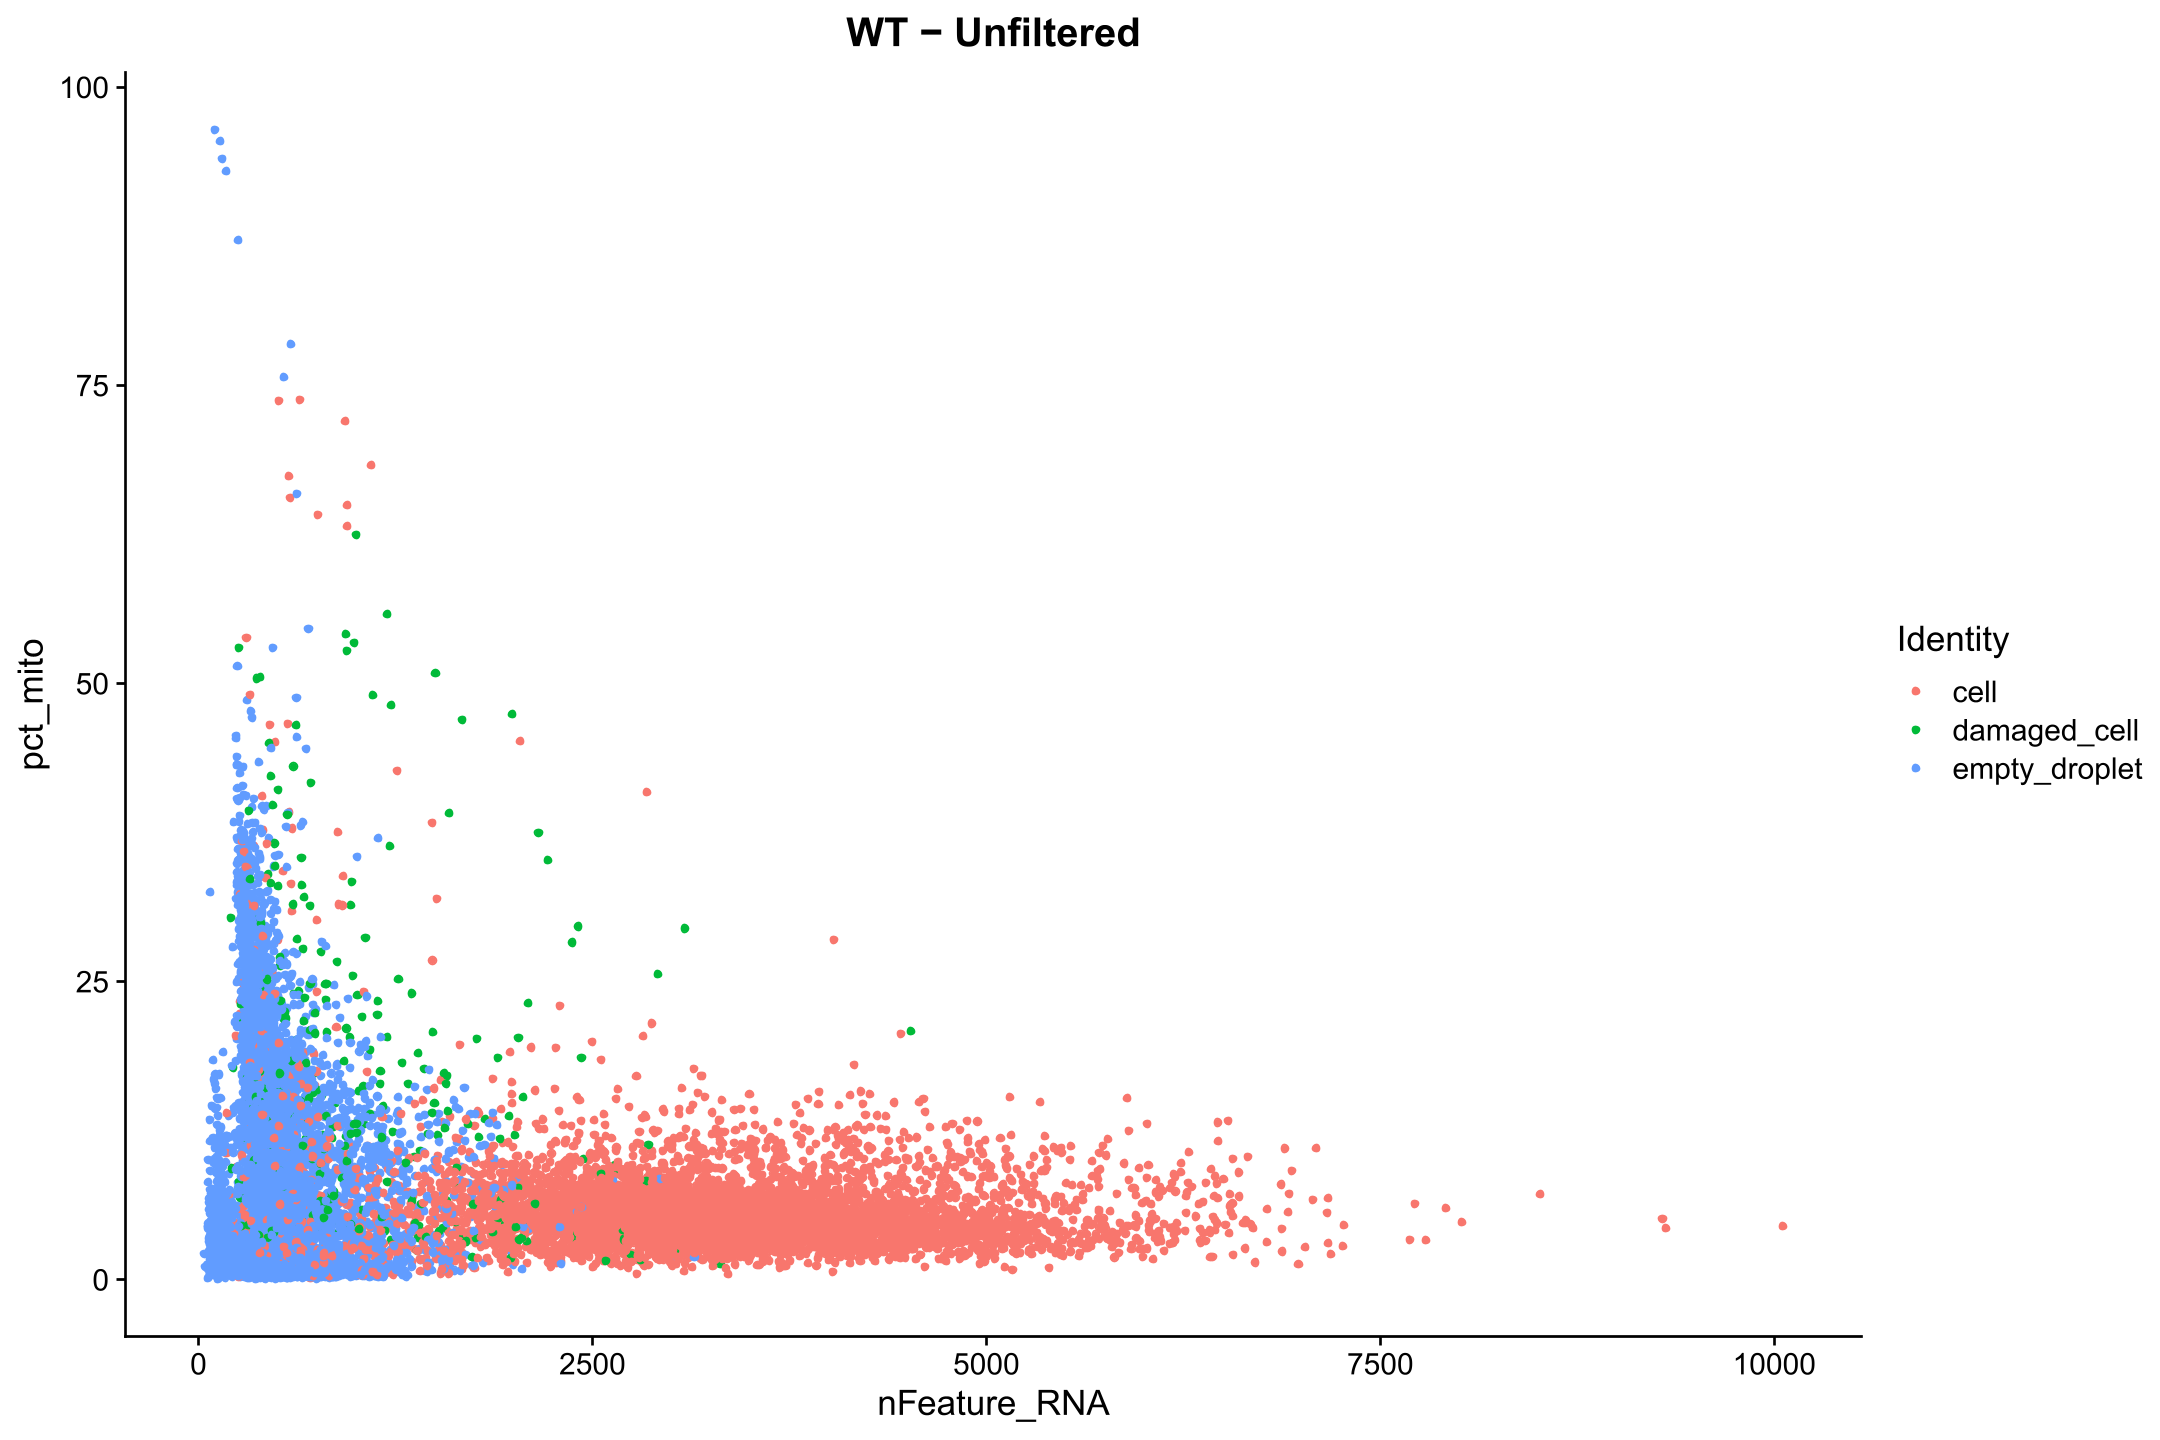 WT − Unfiltered
100
75
50
25
0
pct_mito
0 2500 5000 7500 10000
nFeature_RNA
Identity
cell
damaged_cell
empty_droplet